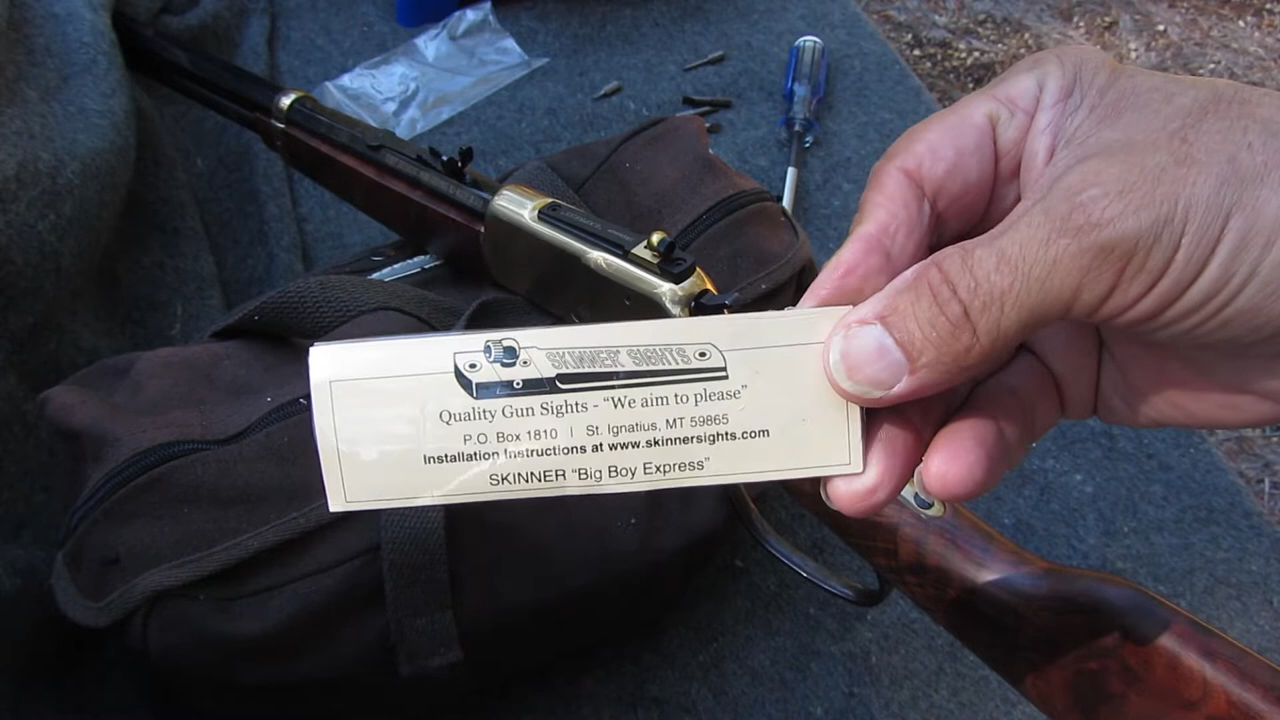 SKINNER SIGHTS
Quality Gun Sights - “We aim to please”
P.O. Box 1810 | St. Ignatius, MT 59865
Installation Instructions at www.skinnersights.com
SKINNER “Big Boy Express”